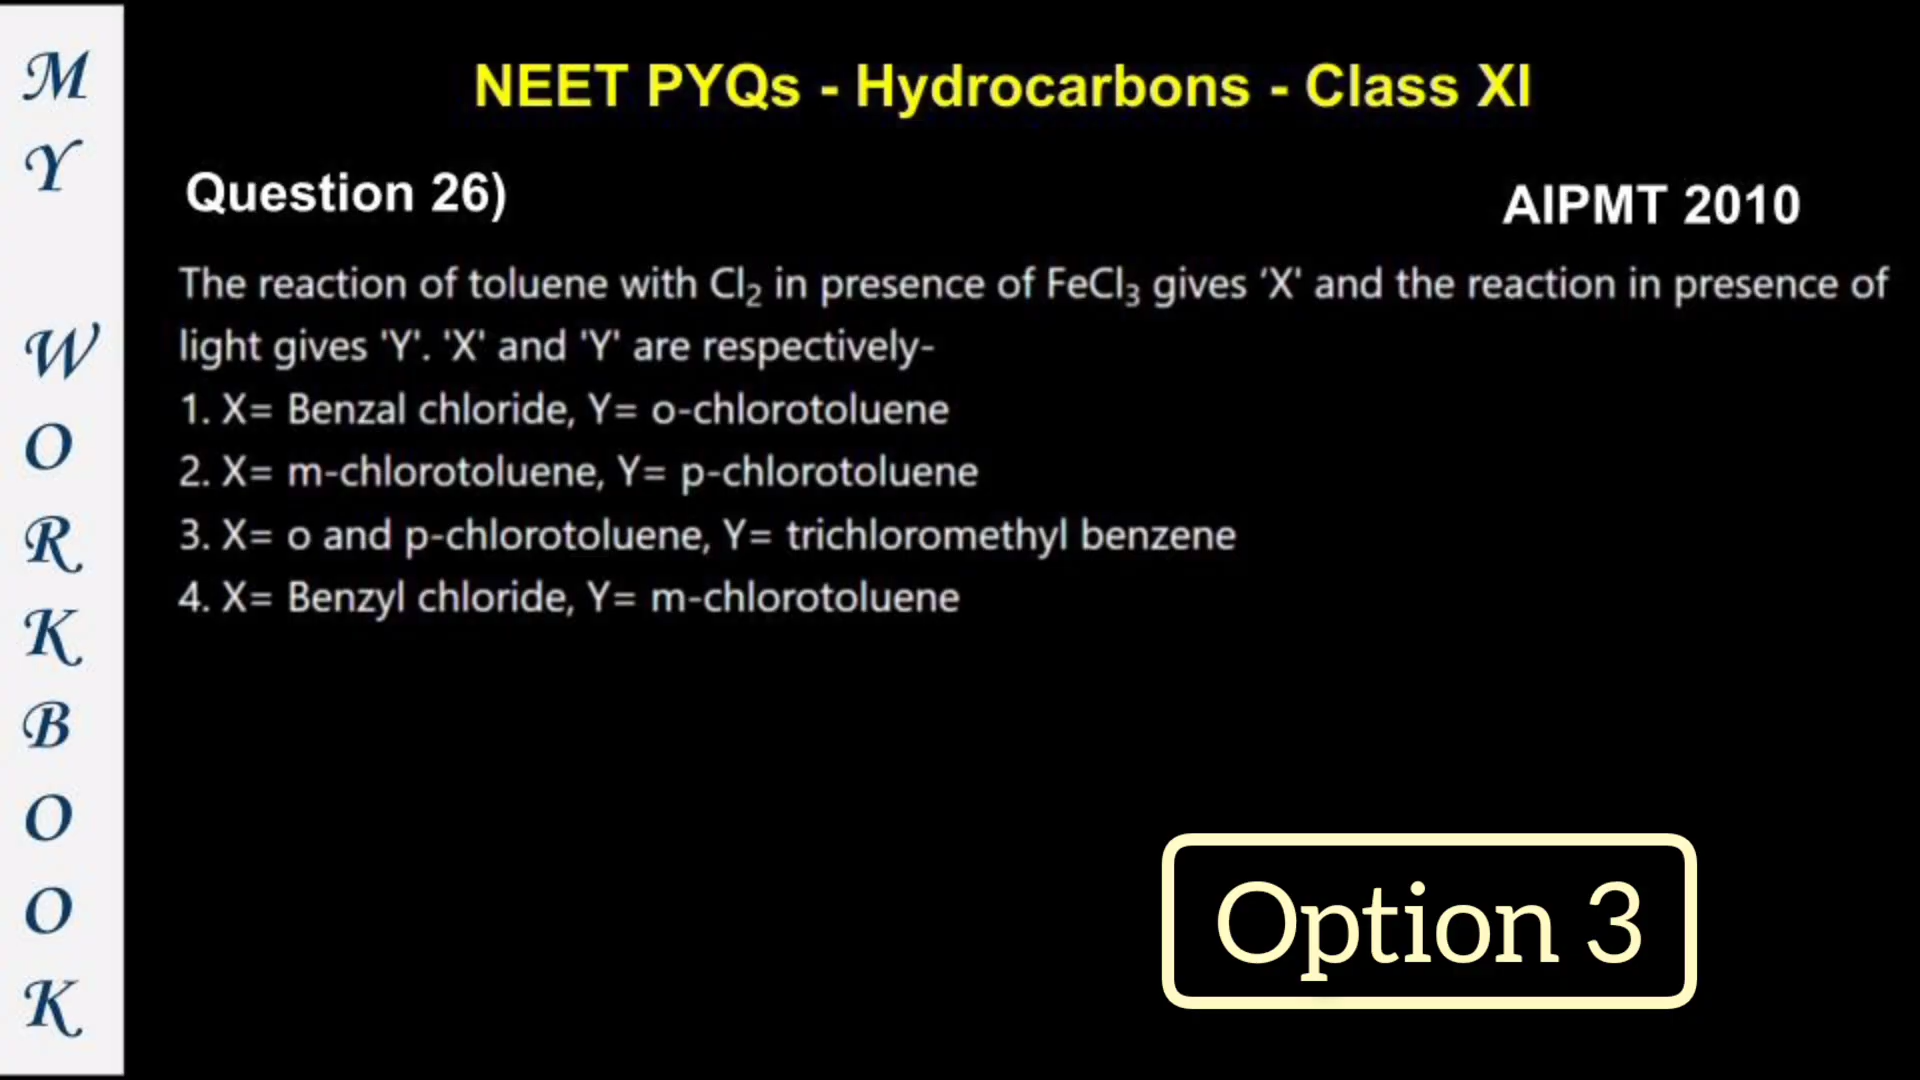 MY WORKBOOK
NEET PYQs - Hydrocarbons - Class XI
Question 26)
AIPMT 2010
The reaction of toluene with Cl₂ in presence of FeCl₃ gives ‘X' and the reaction in presence of
light gives 'Y'. 'X' and 'Y' are respectively-
1. X= Benzal chloride, Y= o-chlorotoluene
2. X= m-chlorotoluene, Y= p-chlorotoluene
3. X= o and p-chlorotoluene, Y= trichloromethyl benzene
4. X= Benzyl chloride, Y= m-chlorotoluene
Option 3